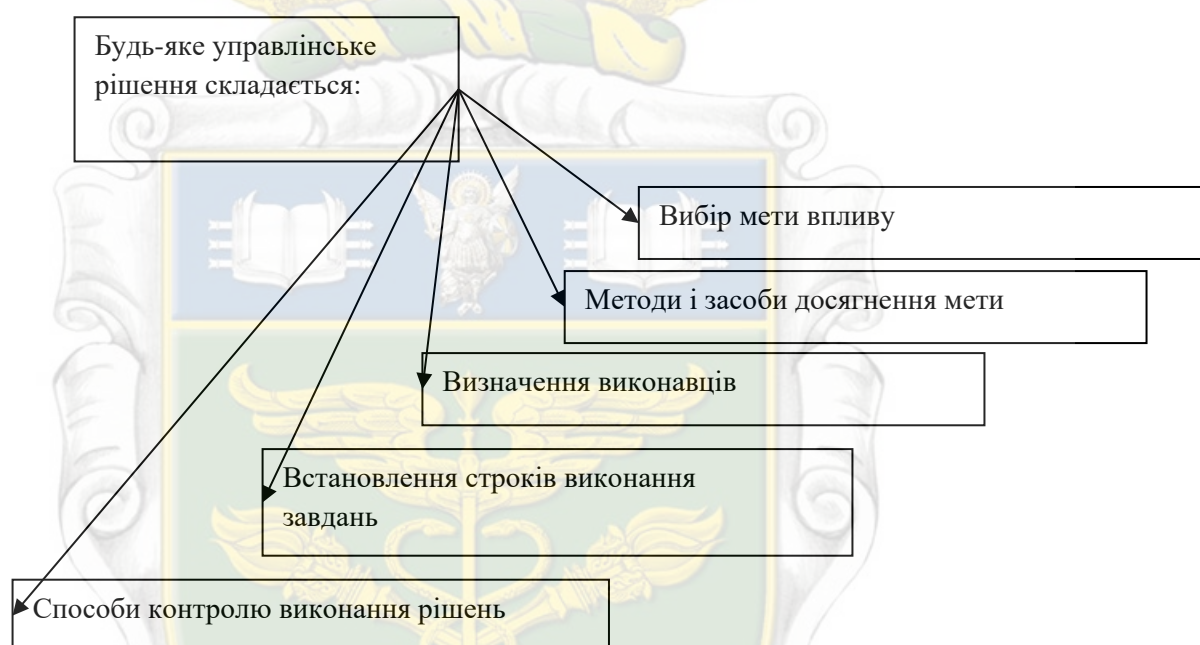 Будь-яке управлінське
рішення складається:
Вибір мети впливу
Методи і засоби досягнення мети
Визначення виконавців
Встановлення строків виконання
завдань
Способи контролю виконання рішень